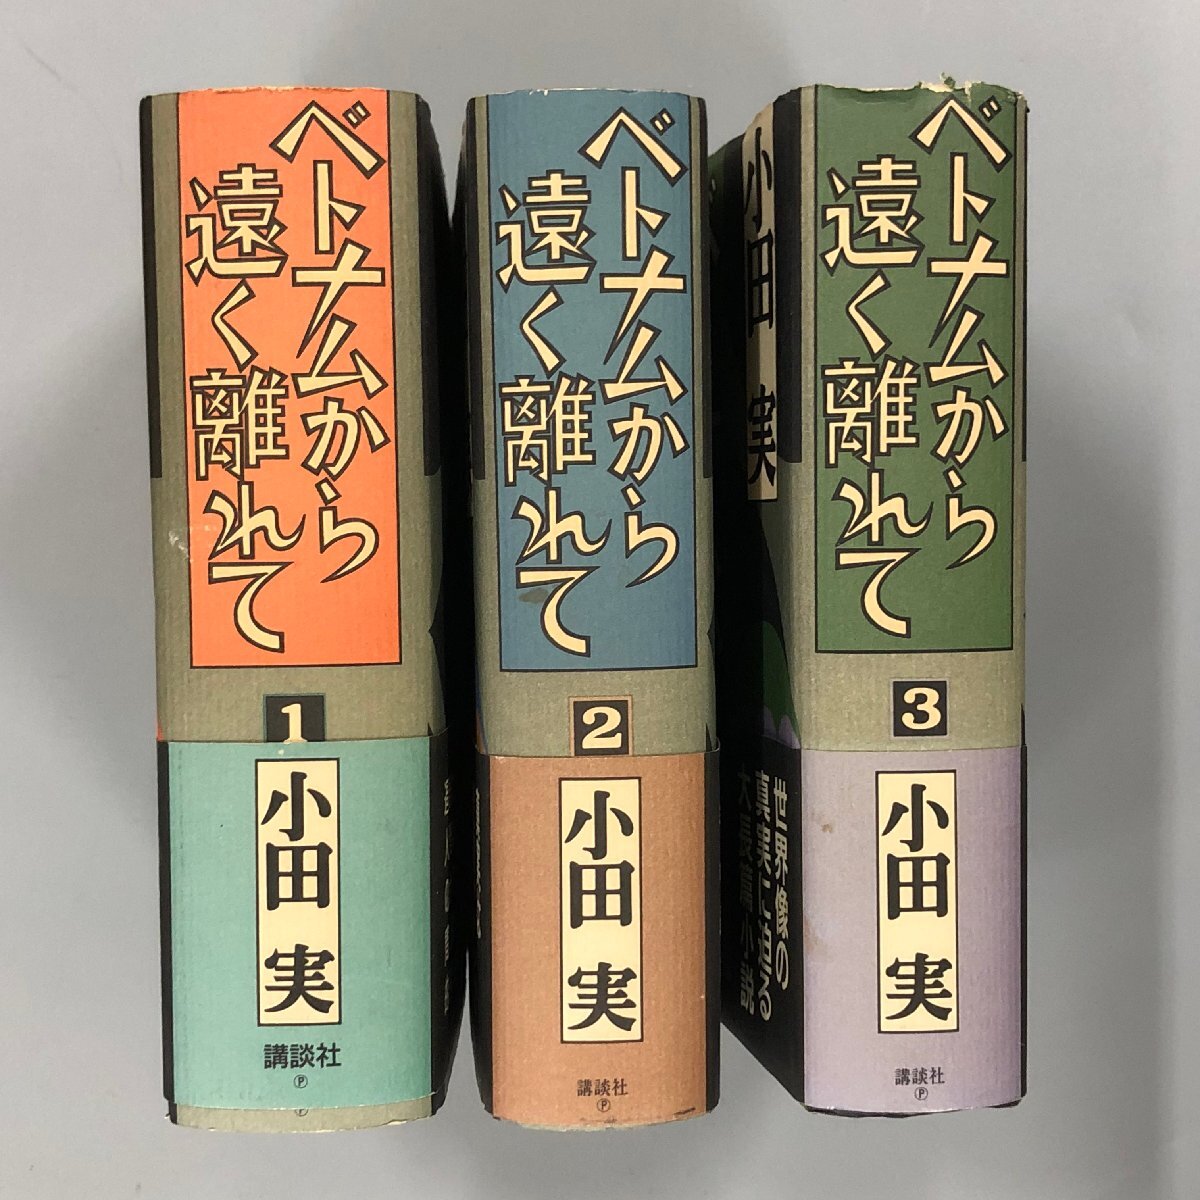 ベトナムから
遠く離れて
1
小田 実
講談社
Ⓟ
Ⓟ
ベトナムから
遠く離れて
2
小田 実
講談社
Ⓟ
小田 実
世界像の
真実に迫る
大長篇小説
ベトナムから
遠く離れて
3
小田 実
講談社
Ⓟ